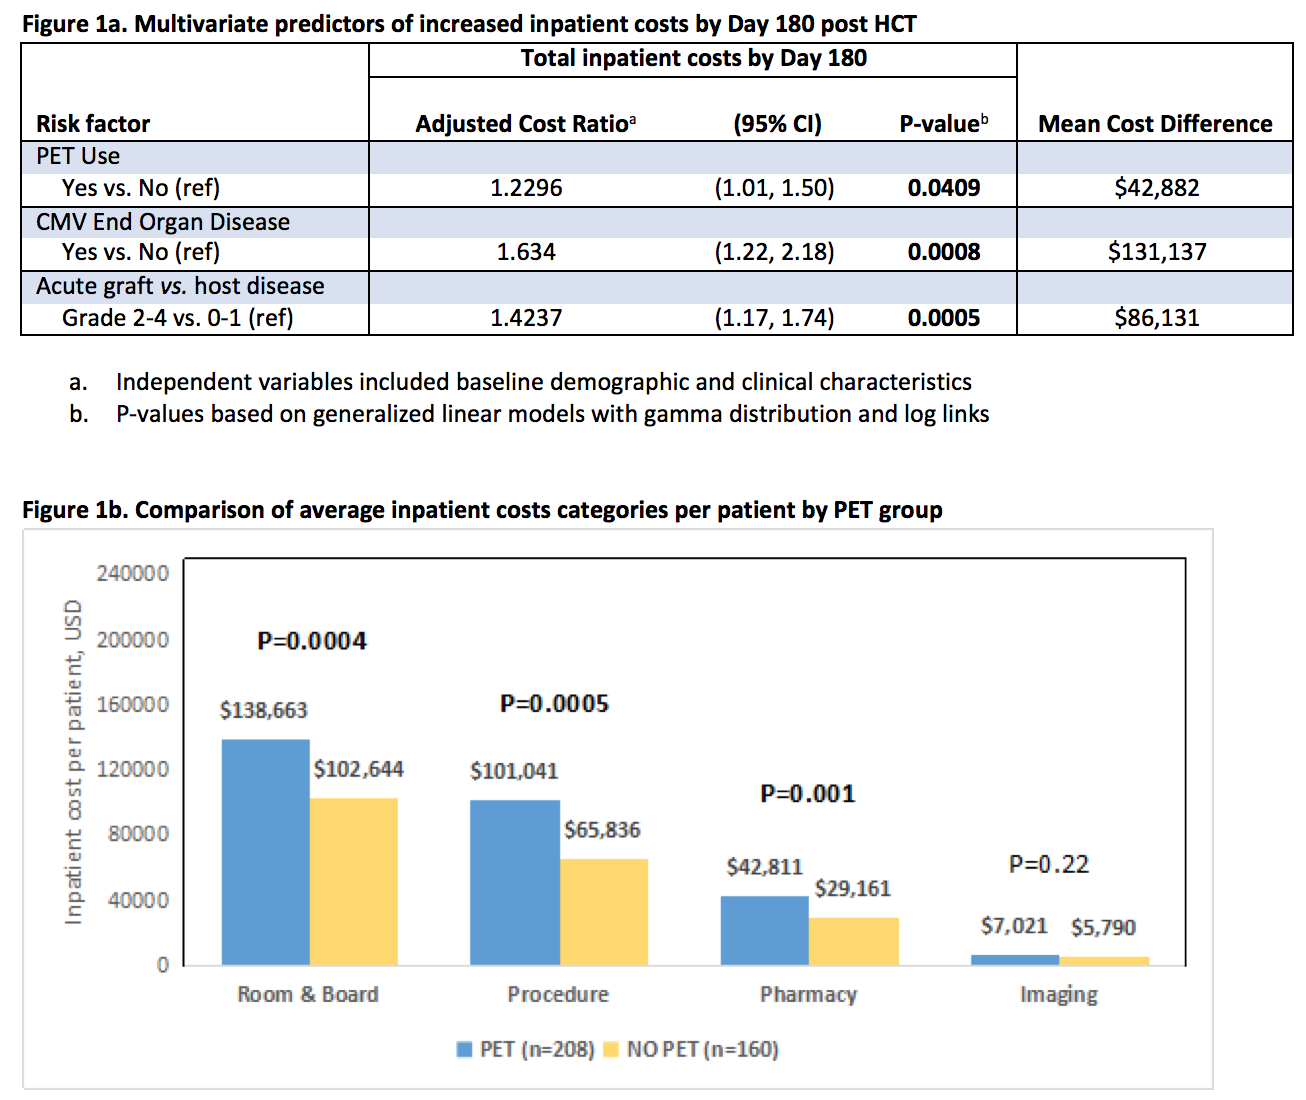 Figure 1a. Multivariate predictors of increased inpatient costs by Day 180 post HCT
Total inpatient costs by Day 180
Risk factor Adjusted Cost Ratioᵃ (95% CI) P-valueᵇ Mean Cost Difference
PET Use
Yes vs. No (ref) 1.2296 (1.01, 1.50) 0.0409 $42,882
CMV End Organ Disease
Yes vs. No (ref) 1.634 (1.22, 2.18) 0.0008 $131,137
Acute graft vs. host disease
Grade 2-4 vs. 0-1 (ref) 1.4237 (1.17, 1.74) 0.0005 $86,131
a. Independent variables included baseline demographic and clinical characteristics
b. P-values based on generalized linear models with gamma distribution and log links
Figure 1b. Comparison of average inpatient costs categories per patient by PET group
Inpatient cost per patient, USD
240000
200000
160000
120000
80000
40000
0
P=0.0004
$138,663
$102,644
P=0.0005
$101,041
$65,836
P=0.001
$42,811
$29,161
P=0.22
$7,021 $5,790
Room & Board Procedure Pharmacy Imaging
PET (n=208) NO PET (n=160)